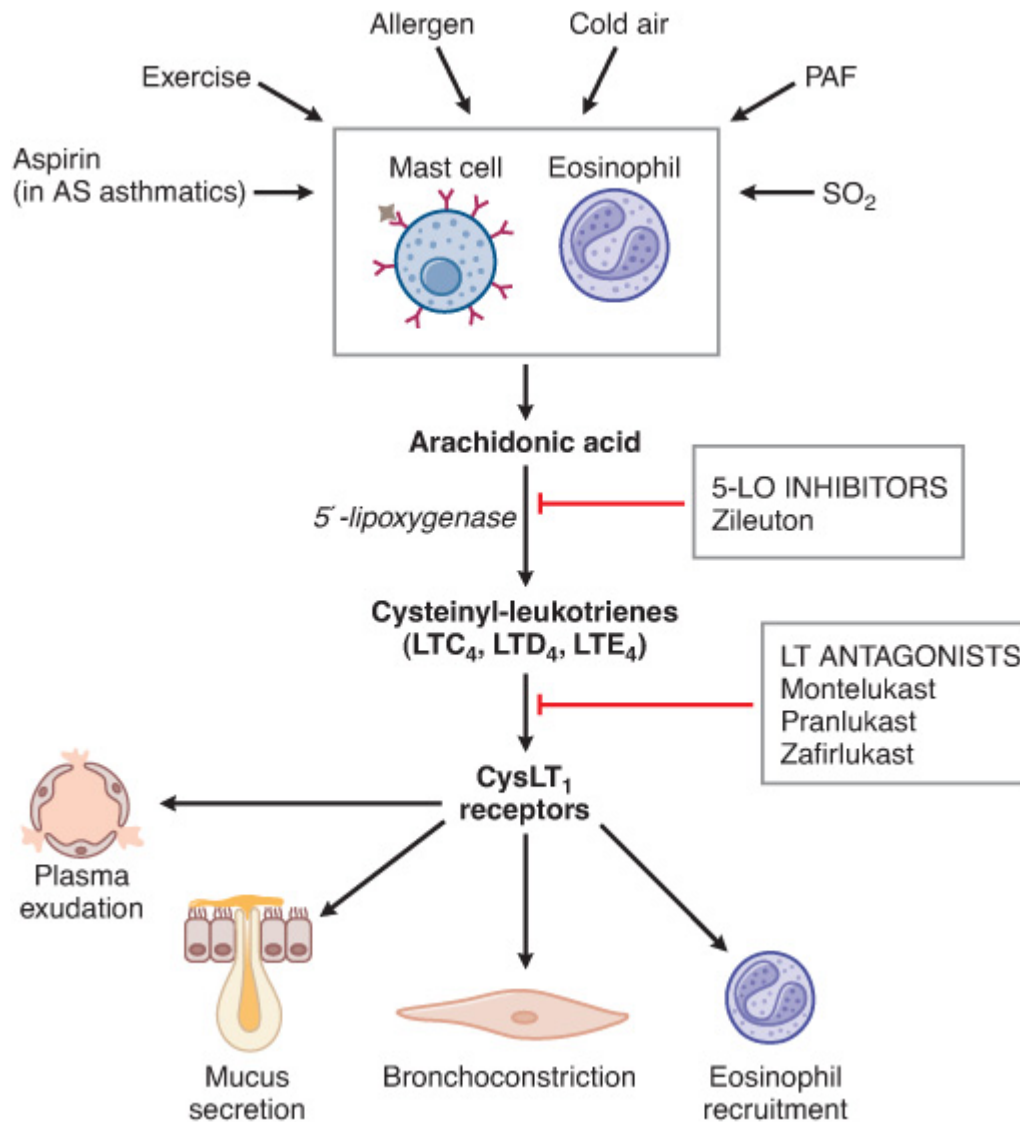 Allergen
Cold air
Exercise
PAF
Aspirin
(in AS asthmatics)
SO₂
Mast cell
Eosinophil
Arachidonic acid
5-LO INHIBITORS
Zileuton
5´-lipoxygenase
Cysteinyl-leukotrienes
(LTC₄, LTD₄, LTE₄)
LT ANTAGONISTS
Montelukast
Pranlukast
Zafirlukast
CysLT₁
receptors
Plasma
exudation
Mucus
secretion
Bronchoconstriction
Eosinophil
recruitment